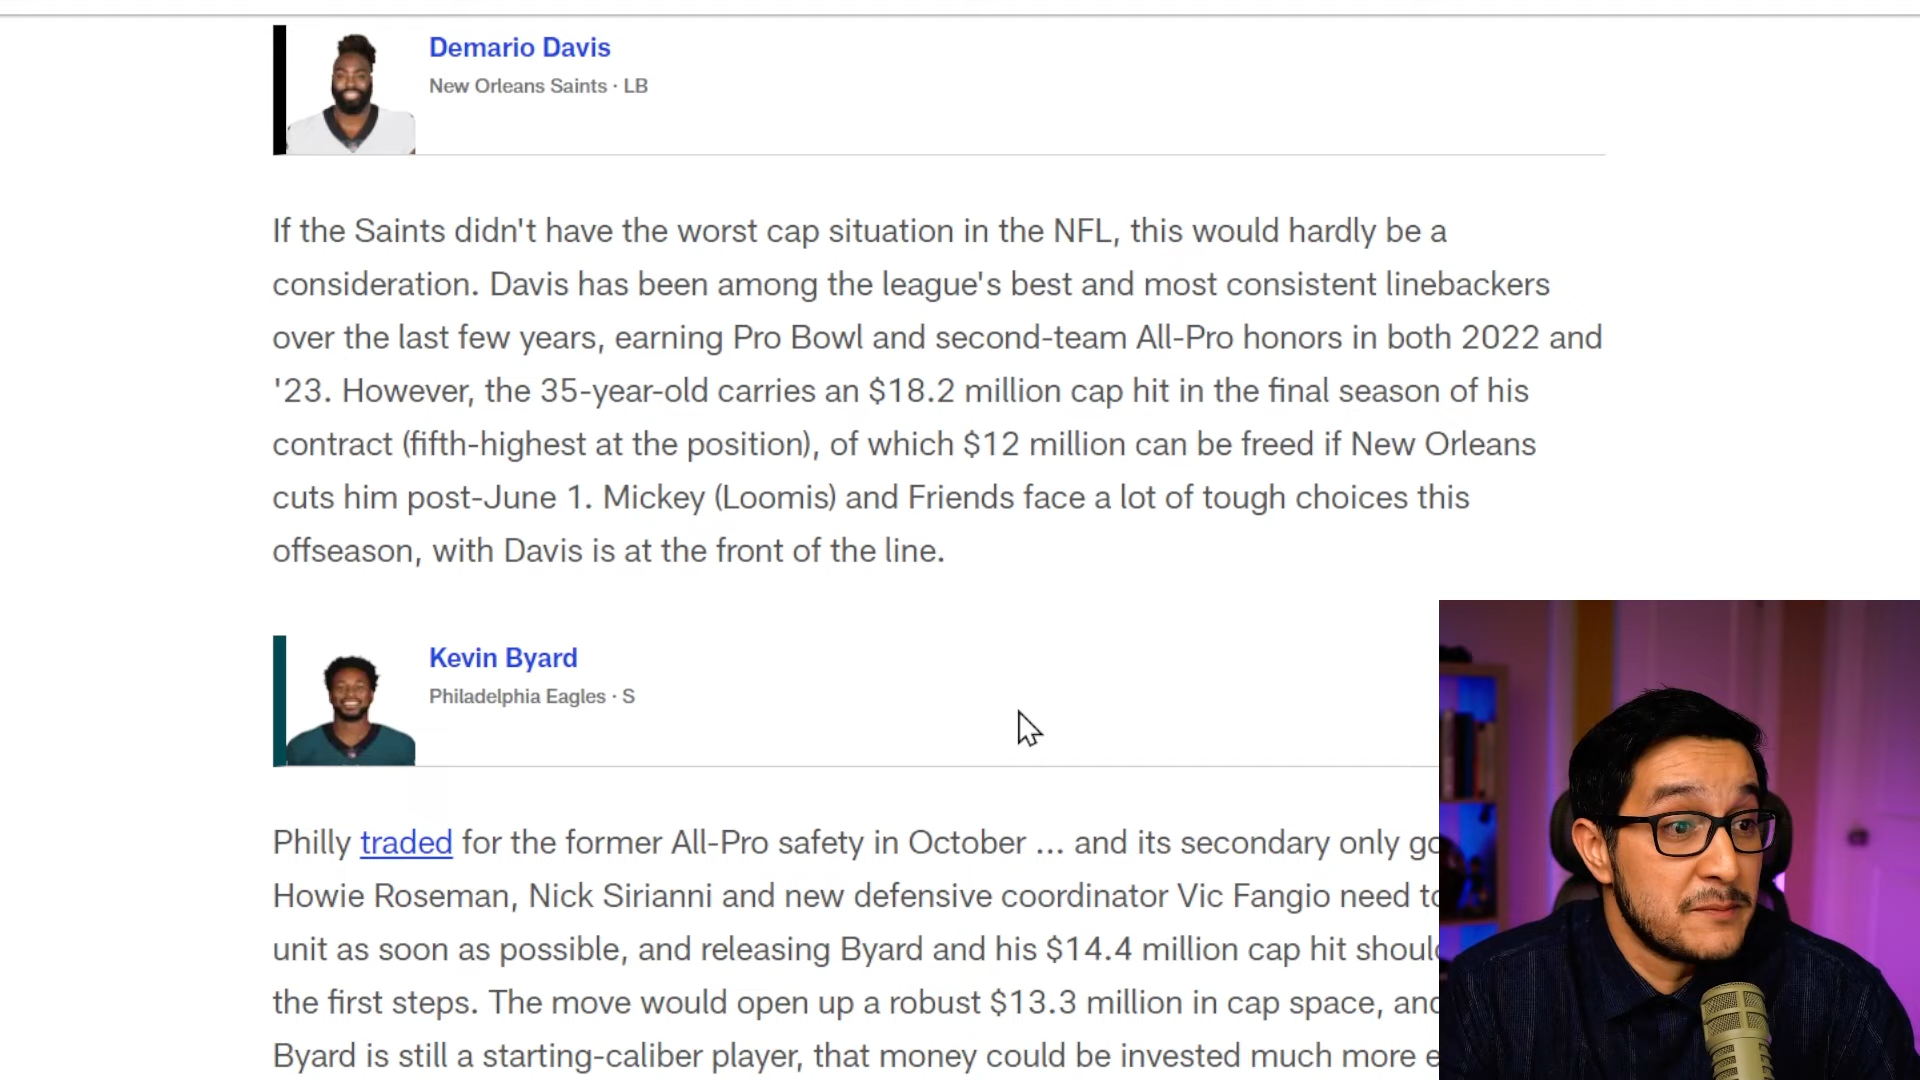 Demario Davis
New Orleans Saints · LB
If the Saints didn't have the worst cap situation in the NFL, this would hardly be a
consideration. Davis has been among the league's best and most consistent linebackers
over the last few years, earning Pro Bowl and second-team All-Pro honors in both 2022 and
'23. However, the 35-year-old carries an $18.2 million cap hit in the final season of his
contract (fifth-highest at the position), of which $12 million can be freed if New Orleans
cuts him post-June 1. Mickey (Loomis) and Friends face a lot of tough choices this
offseason, with Davis is at the front of the line.
Kevin Byard
Philadelphia Eagles · S
Philly traded for the former All-Pro safety in October ... and its secondary only
Howie Roseman, Nick Sirianni and new defensive coordinator Vic Fangio need
unit as soon as possible, and releasing Byard and his $14.4 million cap hit
the first steps. The move would open up a robust $13.3 million in cap space,
Byard is still a starting-caliber player, that money could be invested much more